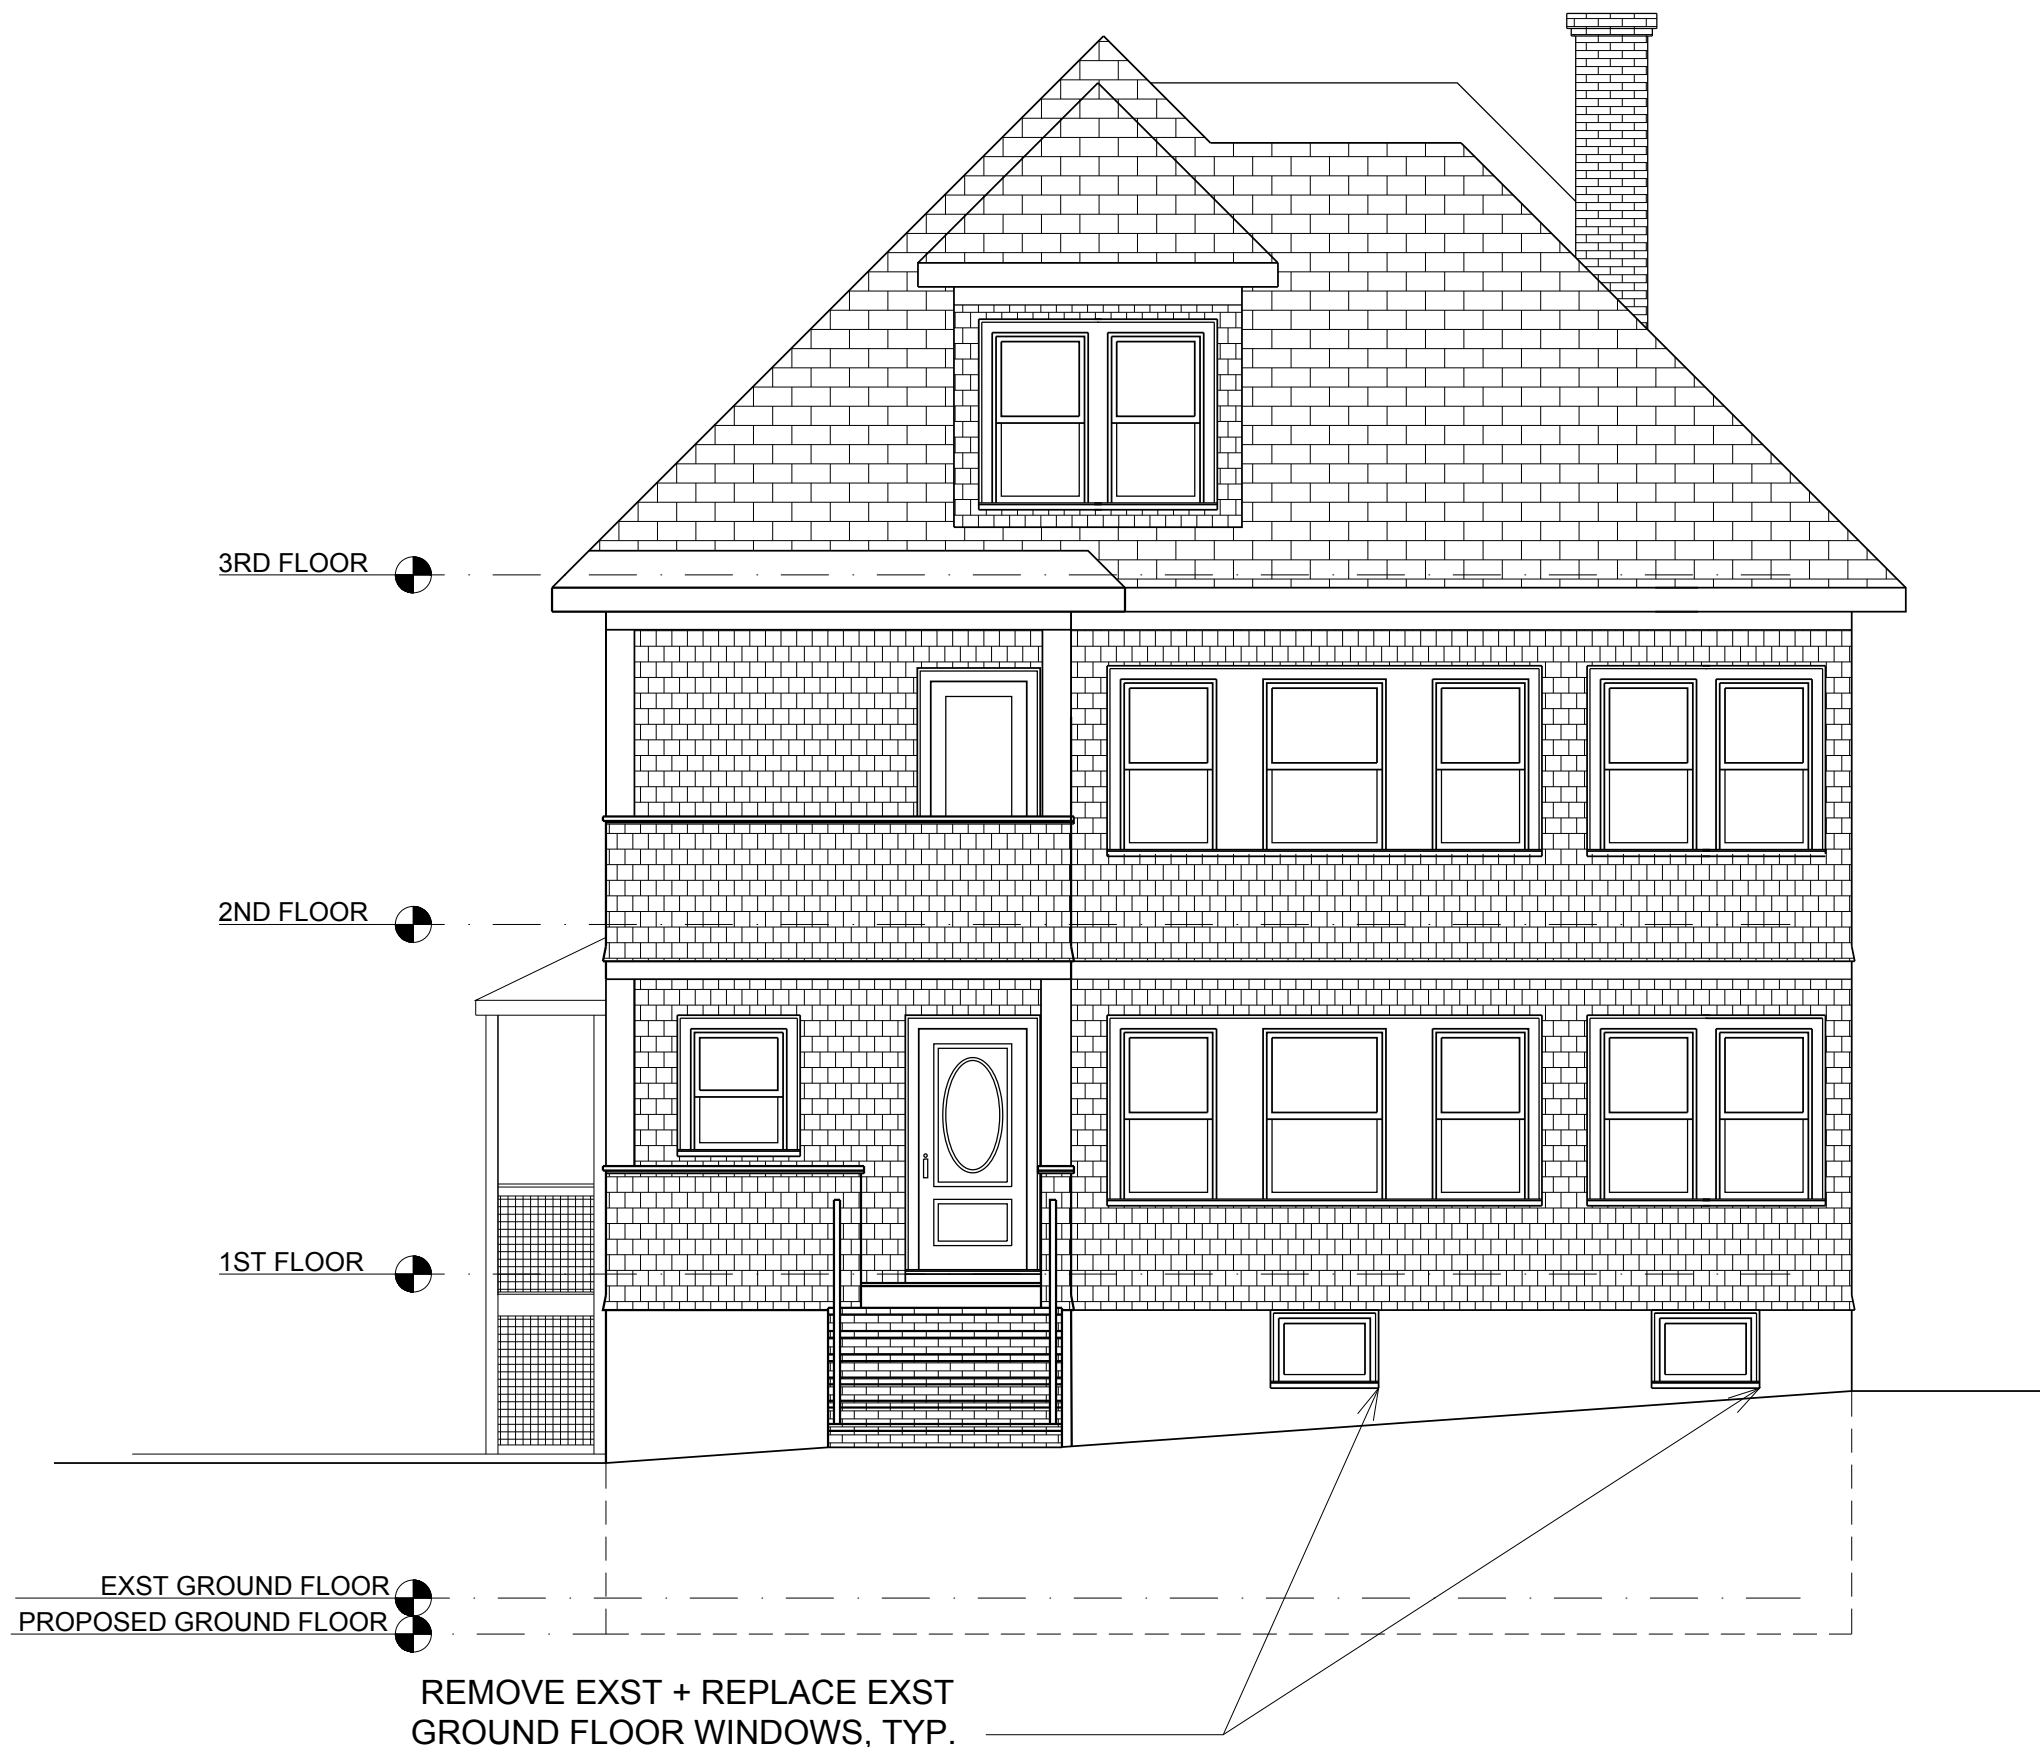 3RD FLOOR
2ND FLOOR
1ST FLOOR
EXST GROUND FLOOR
PROPOSED GROUND FLOOR
REMOVE EXST + REPLACE EXST
GROUND FLOOR WINDOWS, TYP.